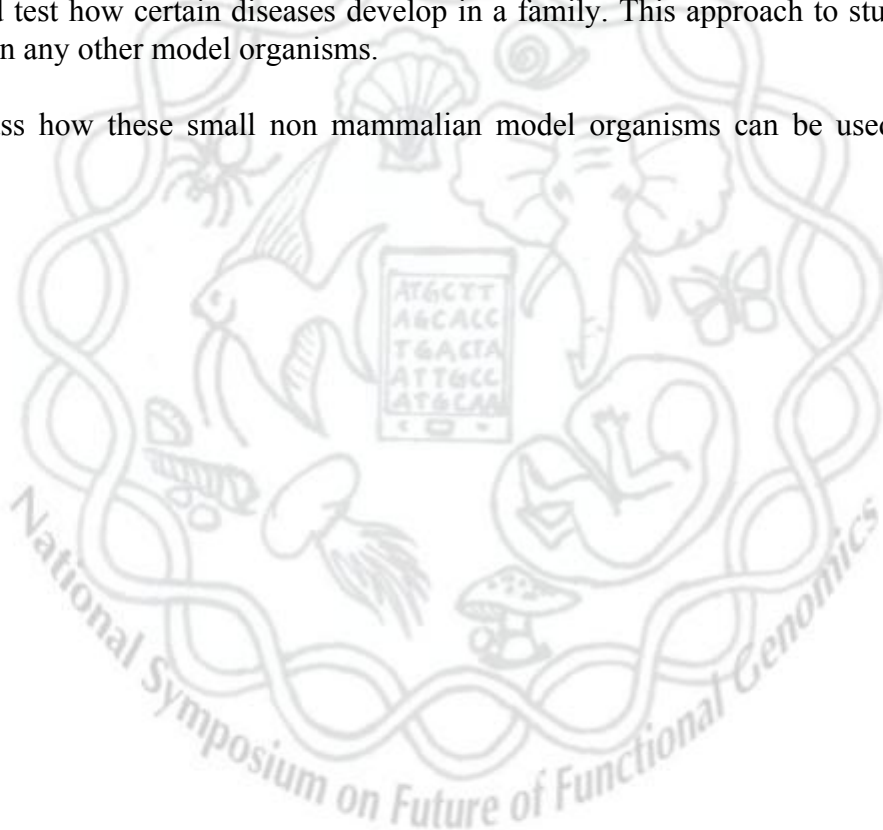 d test how certain diseases develop in a family. This approach to stu
n any other model organisms.
ss how these small non mammalian model organisms can be used
ATGCTT
AGCACC
TGACTA
ATTGCC
ATGCAA
National Symposium on Future of Functional Genomics